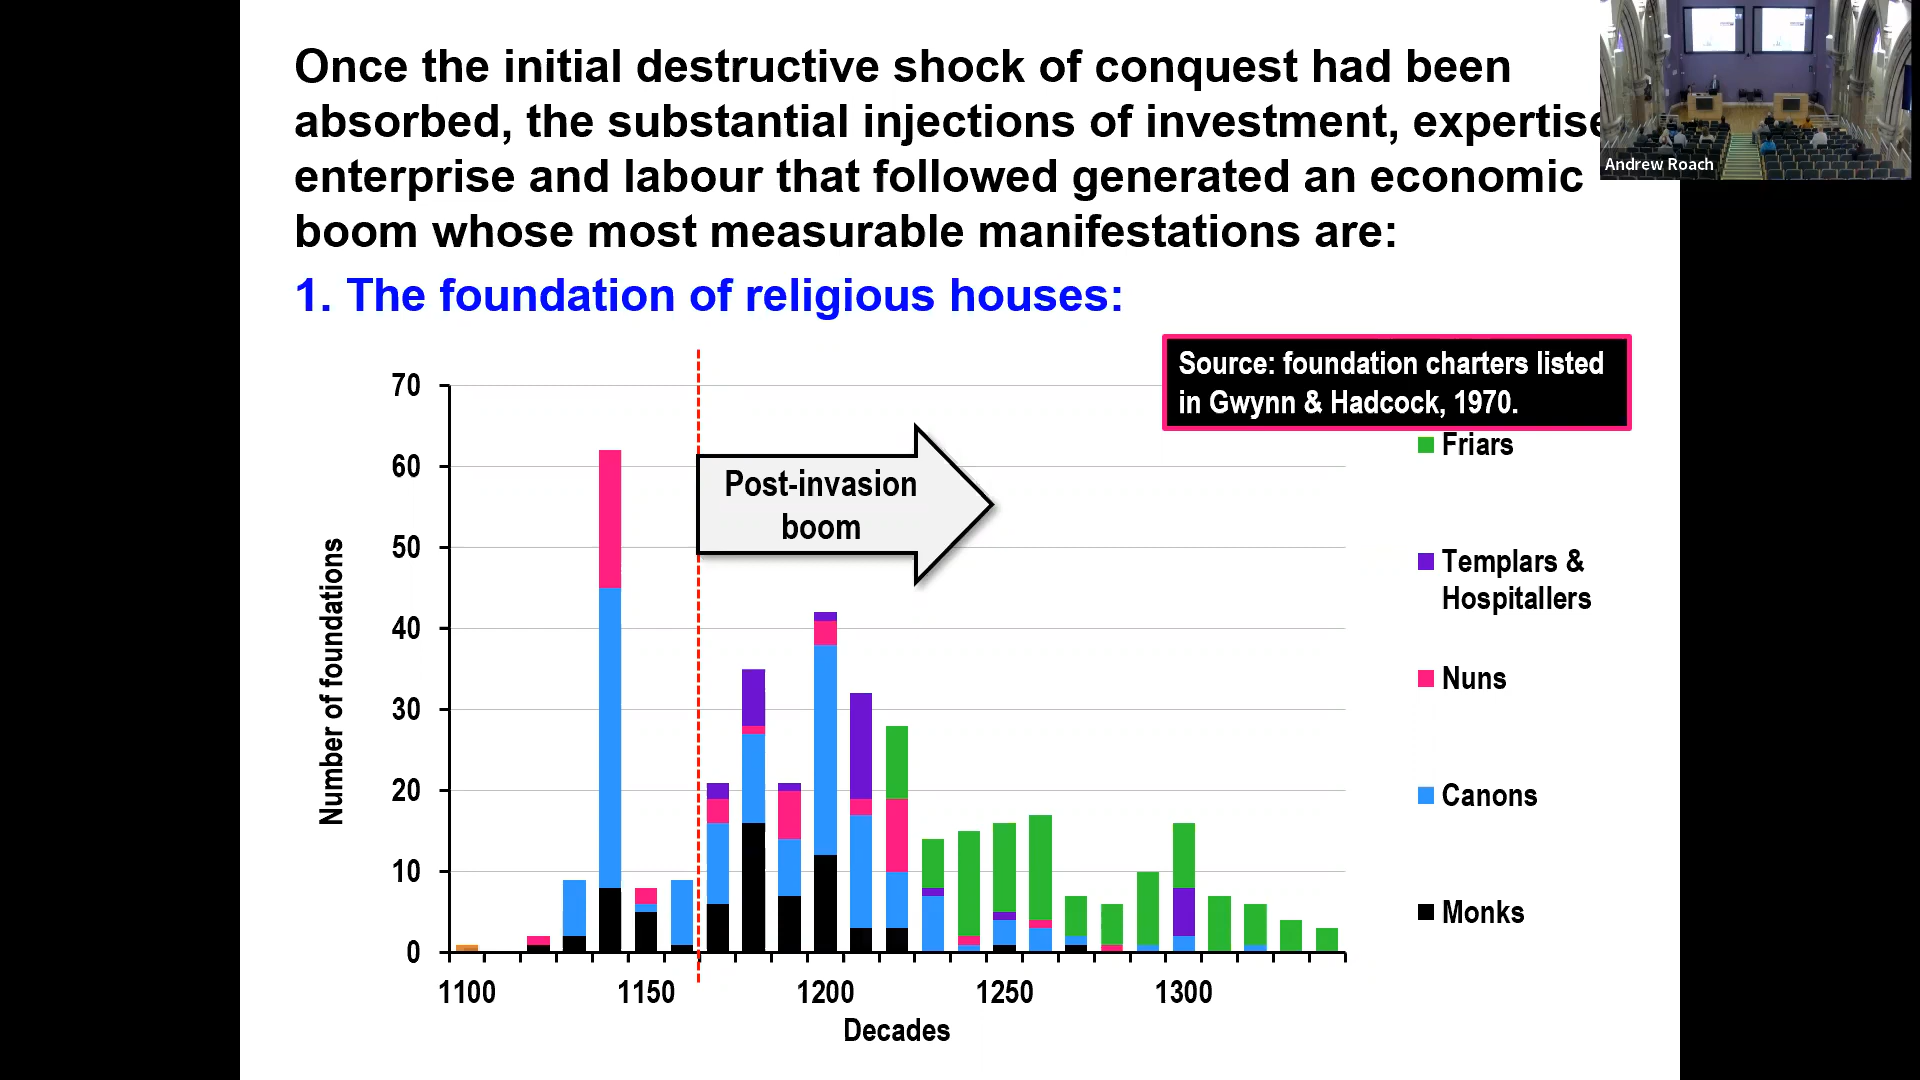 Once the initial destructive shock of conquest had been
absorbed, the substantial injections of investment, expertise
enterprise and labour that followed generated an economic
boom whose most measurable manifestations are:
1. The foundation of religious houses:
Andrew Roach
Source: foundation charters listed
in Gwynn & Hadcock, 1970.
Post-invasion
boom
Number of foundations
70
60
50
40
30
20
10
0
1100
1150
1200
1250
1300
Decades
Friars
Templars &
Hospitallers
Nuns
Canons
Monks